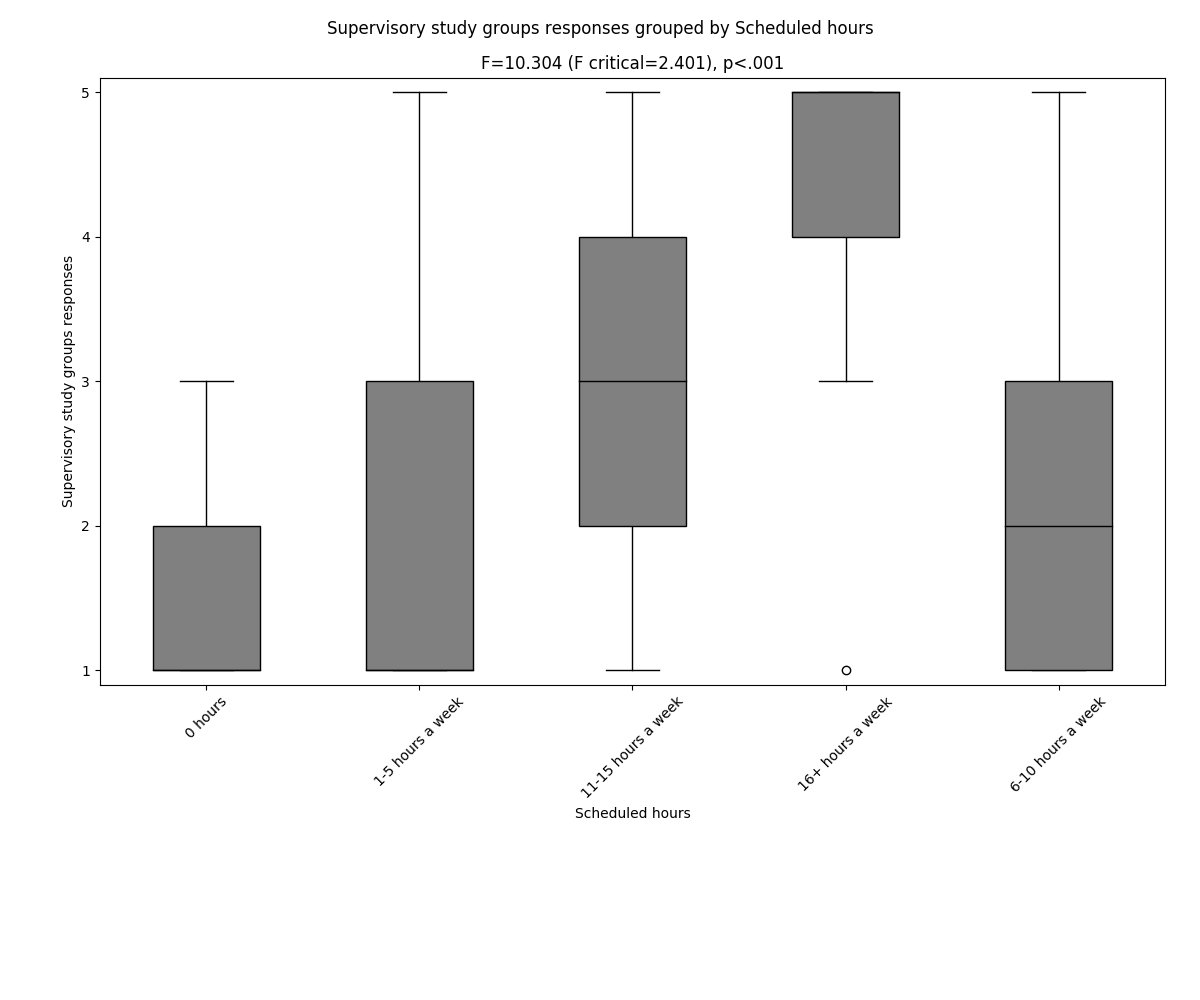 Supervisory study groups responses grouped by Scheduled hours
F=10.304 (F critical=2.401), p<.001
Supervisory study groups responses
5
4
3
2
1
0 hours
1-5 hours a week
11-15 hours a week
16+ hours a week
6-10 hours a week
Scheduled hours